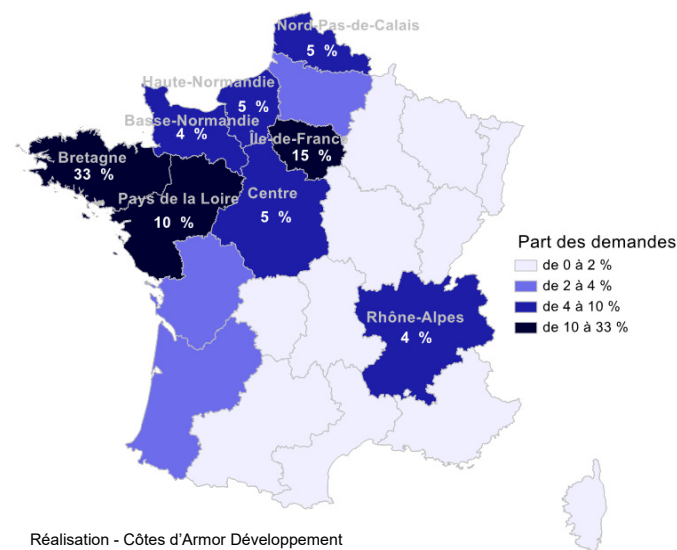 Nord-Pas-de-Calais
5 %
Haute-Normandie
5 %
Basse-Normandie
4 %
Île-de-France
15 %
Bretagne
33 %
Pays de la Loire
10 %
Centre
5 %
Rhône-Alpes
4 %
Part des demandes
de 0 à 2 %
de 2 à 4 %
de 4 à 10 %
de 10 à 33 %
Réalisation - Côtes d'Armor Développement